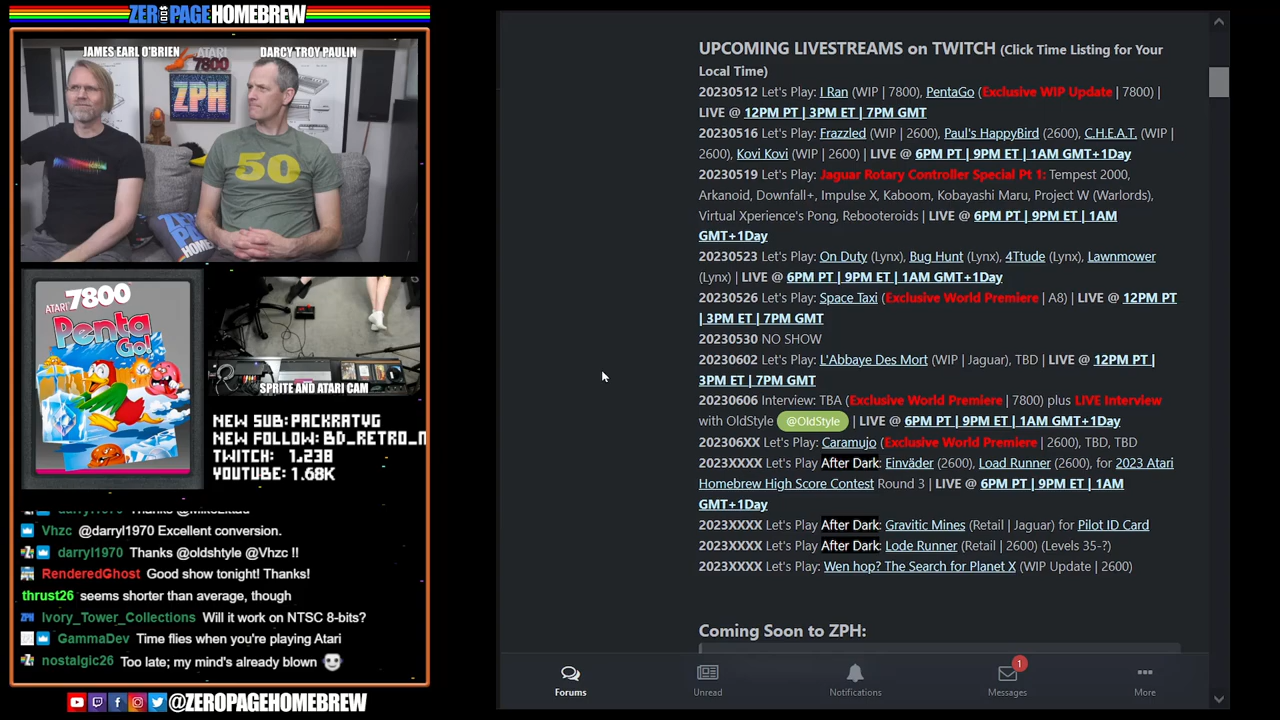 ZEROPAGE HOMEBREW
JAMES EARL O'BRIEN
DARCY TROY PAULIN
ATARI
7800
ZPH
50
HOMEBREW
ATARI 7800
Penta
Go!
SPRITE AND ATARI CAM
NEW SUB:PACKRATVG
NEW FOLLOW:BD_RETRO_
TWITCH: 1,238
YOUTUBE: 1.68K
Vhzc @darryl1970 Excellent conversion.
darryl1970 Thanks @oldshtyle @Vhzc !!
RenderedGhost Good show tonight! Thanks!
thrust26 seems shorter than average, though
Ivory_Tower_Collections Will it work on NTSC 8-bits?
GammaDev Time flies when you're playing Atari
nostalgic26 Too late; my mind's already blown
@ZEROPAGEHOMEBREW
UPCOMING LIVESTREAMS on TWITCH (Click Time Listing for Your
Local Time)
20230512 Let's Play: I Ran (WIP | 7800), PentaGo (Exclusive WIP Update | 7800) |
LIVE @ 12PM PT | 3PM ET | 7PM GMT
20230516 Let's Play: Frazzled (WIP | 2600), Paul's HappyBird (2600), C.H.E.A.T. (WIP |
2600), Kovi Kovi (WIP | 2600) | LIVE @ 6PM PT | 9PM ET | 1AM GMT+1Day
20230519 Let's Play: Jaguar Rotary Controller Special Pt 1: Tempest 2000,
Arkanoid, Downfall+, Impulse X, Kaboom, Kobayashi Maru, Project W (Warlords),
Virtual Xperience's Pong, Rebooteroids | LIVE @ 6PM PT | 9PM ET | 1AM
GMT+1Day
20230523 Let's Play: On Duty (Lynx), Bug Hunt (Lynx), 4Ttude (Lynx), Lawnmower
(Lynx) | LIVE @ 6PM PT | 9PM ET | 1AM GMT+1Day
20230526 Let's Play: Space Taxi (Exclusive World Premiere | A8) | LIVE @ 12PM PT
| 3PM ET | 7PM GMT
20230530 NO SHOW
20230602 Let's Play: L'Abbaye Des Mort (WIP | Jaguar), TBD | LIVE @ 12PM PT |
3PM ET | 7PM GMT
20230606 Interview: TBA (Exclusive World Premiere | 7800) plus LIVE Interview
with OldStyle @OldStyle | LIVE @ 6PM PT | 9PM ET | 1AM GMT+1Day
202306XX Let's Play: Caramujo (Exclusive World Premiere | 2600), TBD, TBD
2023XXXX Let's Play After Dark: Einväder (2600), Load Runner (2600), for 2023 Atari
Homebrew High Score Contest Round 3 | LIVE @ 6PM PT | 9PM ET | 1AM
GMT+1Day
2023XXXX Let's Play After Dark: Gravitic Mines (Retail | Jaguar) for Pilot ID Card
2023XXXX Let's Play After Dark: Lode Runner (Retail | 2600) (Levels 35-?)
2023XXXX Let's Play: Wen hop? The Search for Planet X (WIP Update | 2600)
Coming Soon to ZPH:
Forums
Unread
Notifications
1
Messages
More